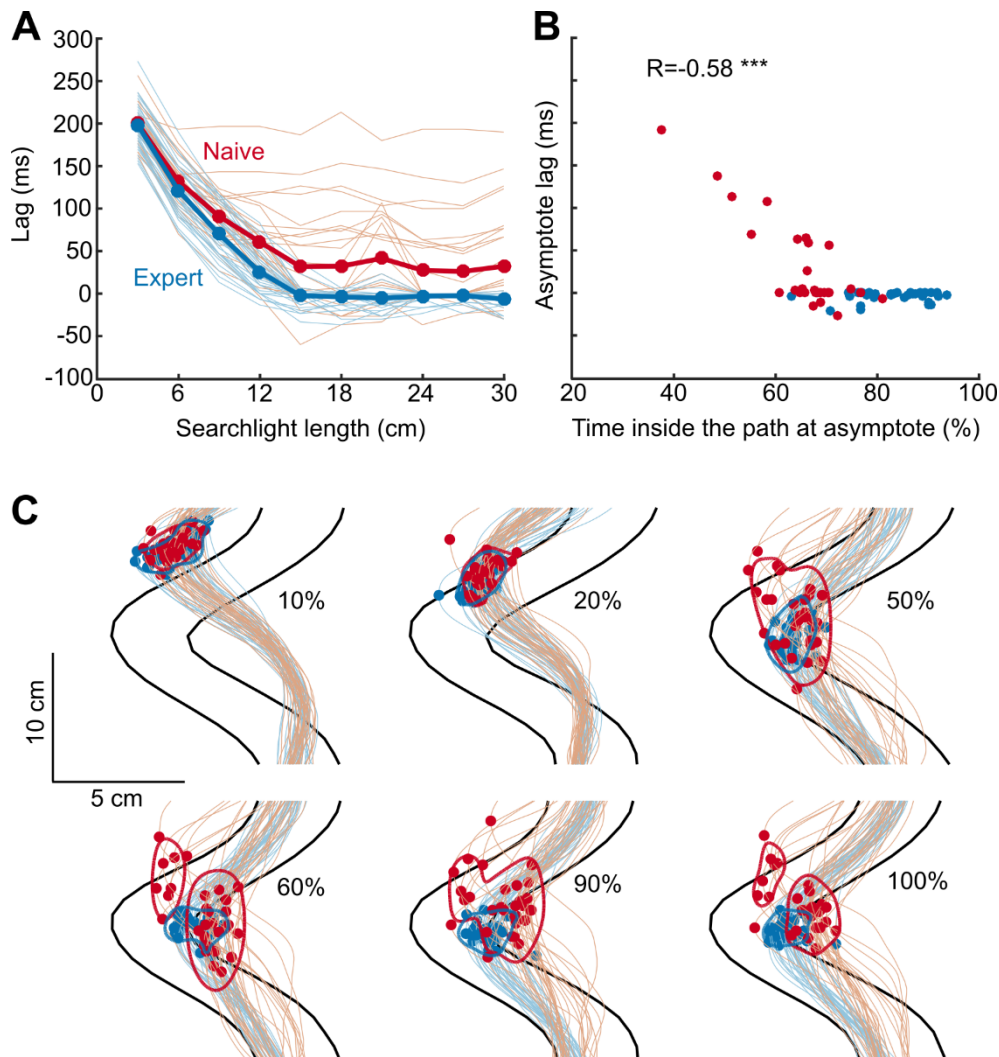 A
300
250
200
150
100
50
0
-50
-100
Lag (ms)
Naive
Expert
6
12
18
24
30
Searchlight length (cm)
B
R=-0.58 ***
Asymptote lag (ms)
20
40
60
80
100
Time inside the path at asymptote (%)
C
10%
20%
50%
10 cm
5 cm
60%
90%
100%